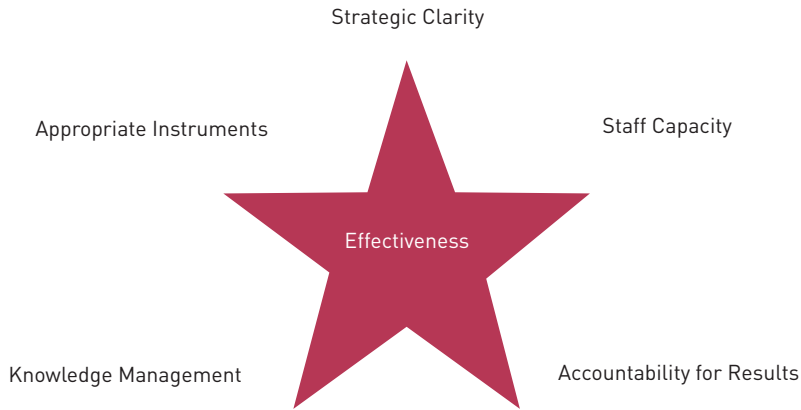 Strategic Clarity
Appropriate Instruments
Staff Capacity
Effectiveness
Knowledge Management
Accountability for Results